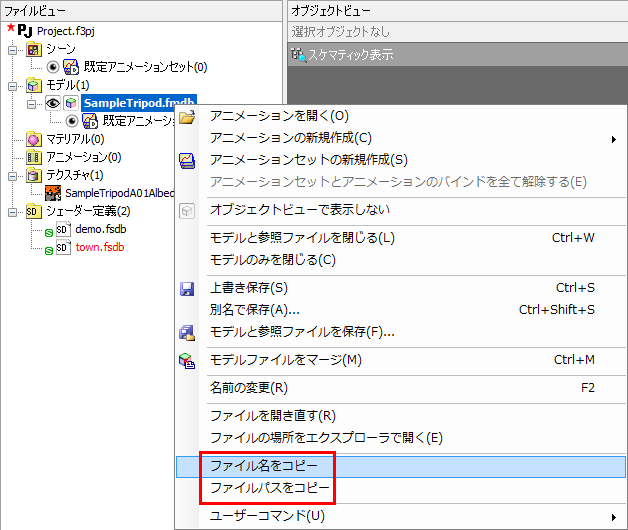 ファイルビュー
オブジェクトビュー
Project.f3pj
選択オブジェクトなし
シーン
スケマティック表示
既定アニメーションセット(0)
モデル(1)
SampleTripod.fmdb
既定アニメーション
マテリアル(0)
アニメーション(0)
テクスチャ(1)
SampleTripodA01Albed
シェーダー定義(2)
demo.fsdb
town.fsdb
アニメーションを開く(O)
アニメーションの新規作成(C)
アニメーションセットの新規作成(S)
アニメーションセットとアニメーションのバインドを全て解除する(E)
オブジェクトビューで表示しない
モデルと参照ファイルを閉じる(L) Ctrl+W
モデルのみを閉じる(C)
上書き保存(S) Ctrl+S
別名で保存(A)... Ctrl+Shift+S
モデルと参照ファイルを保存(F)...
モデルファイルをマージ(M) Ctrl+M
名前の変更(R) F2
ファイルを開き直す(R)
ファイルの場所をエクスプローラで開く(E)
ファイル名をコピー
ファイルパスをコピー
ユーザーコマンド(U)